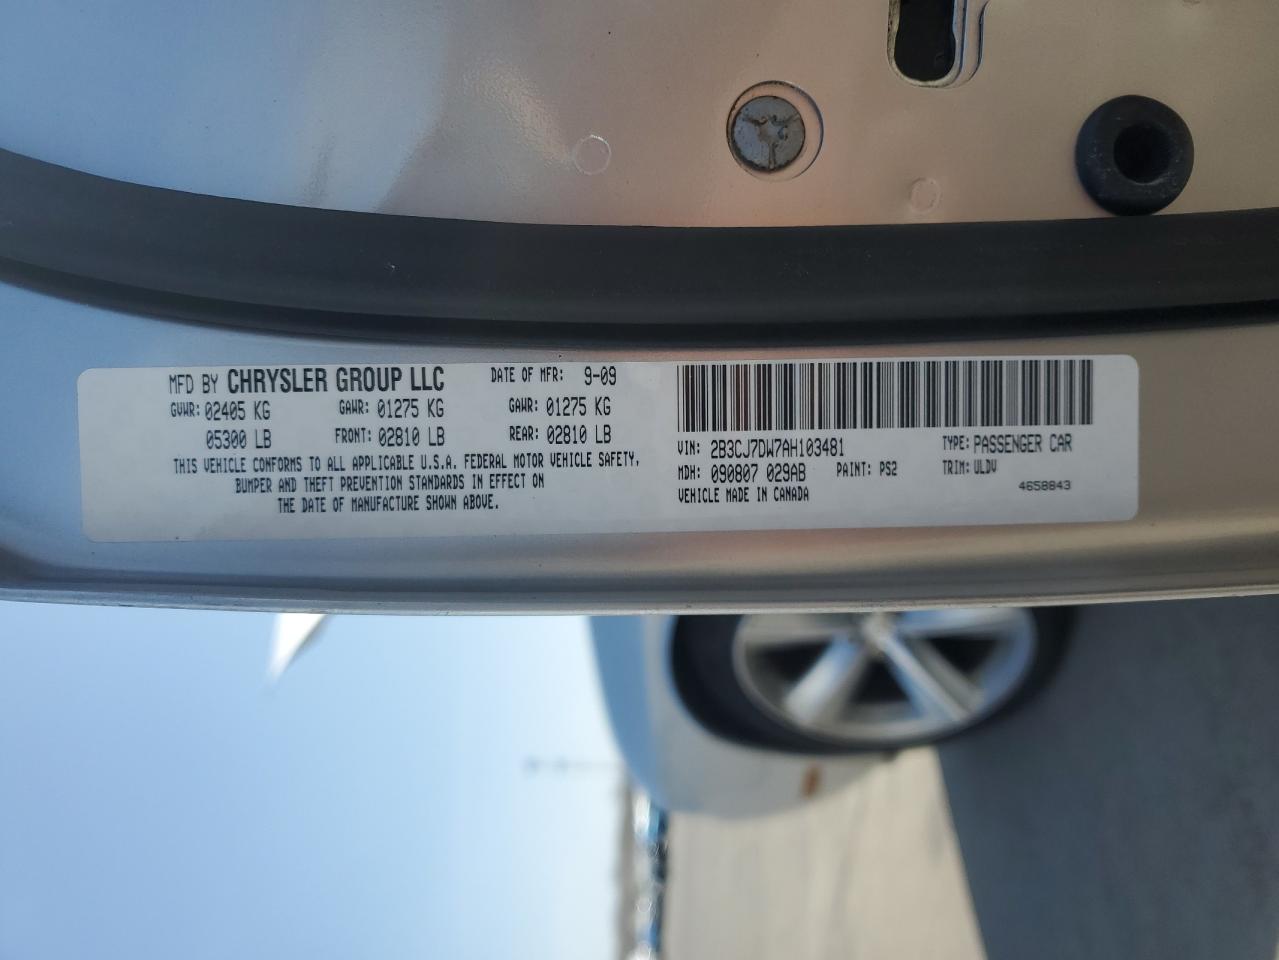 MFD BY CHRYSLER GROUP LLC DATE OF MFR: 9-09
GVWR: 02405 KG GAWR: 01275 KG GAWR: 01275 KG
05300 LB FRONT: 02810 LB REAR: 02810 LB
THIS VEHICLE CONFORMS TO ALL APPLICABLE U.S.A. FEDERAL MOTOR VEHICLE SAFETY,
BUMPER AND THEFT PREVENTION STANDARDS IN EFFECT ON
THE DATE OF MANUFACTURE SHOWN ABOVE.
VIN: 2B3CJ7DW7AH103481 TYPE: PASSENGER CAR
MDH: 090807 029AB PAINT: PS2 TRIM: ULDV
VEHICLE MADE IN CANADA 4658843